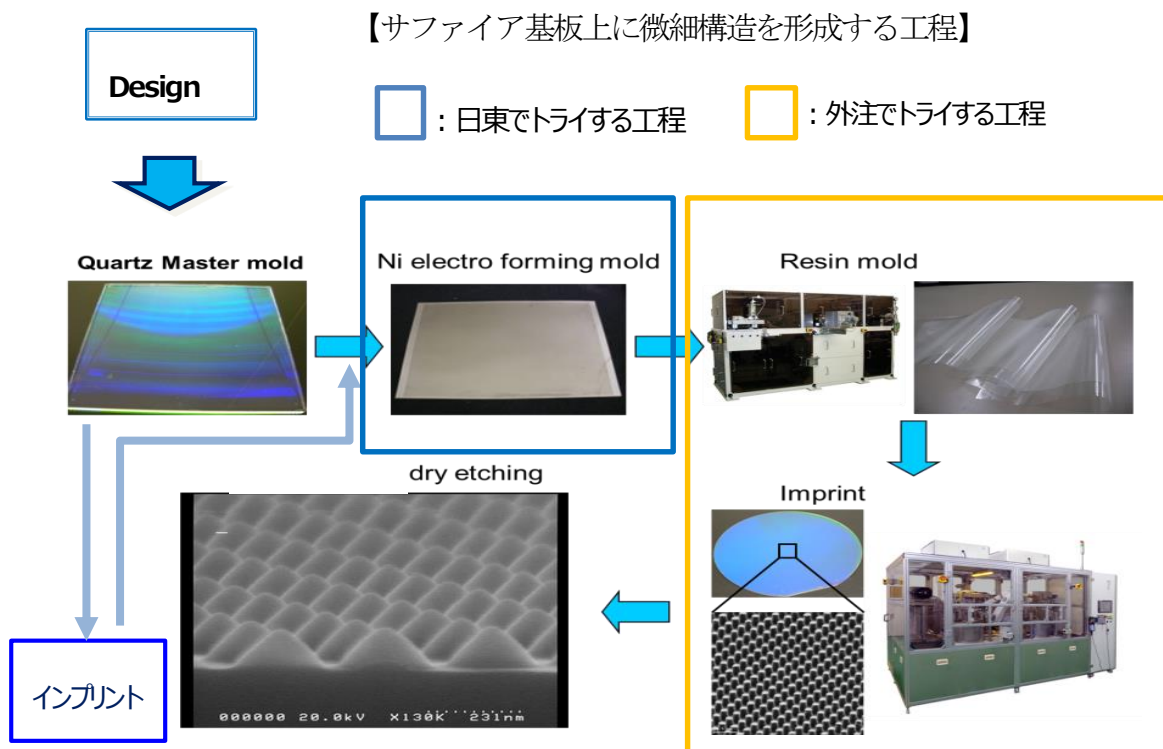 【サファイア基板上に微細構造を形成する工程】
Design
：日東でトライする工程
：外注でトライする工程
Quartz Master mold
Ni electro forming mold
Resin mold
dry etching
Imprint
インプリント
000000 20.0kV X130K 231nm